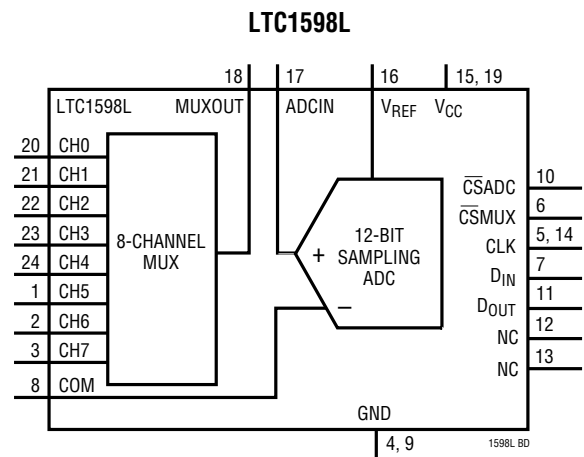 LTC1598L
18 17 16 15, 19
LTC1598L MUXOUT ADCIN VREF VCC
20 CH0
21 CH1
22 CH2
23 CH3
24 CH4
1 CH5
2 CH6
3 CH7
8 COM
8-CHANNEL
MUX
+
–
12-BIT
SAMPLING
ADC
C̅S̅ADC 10
C̅S̅MUX 6
CLK 5, 14
DIN 7
DOUT 11
NC 12
NC 13
GND
4, 9
1598L BD